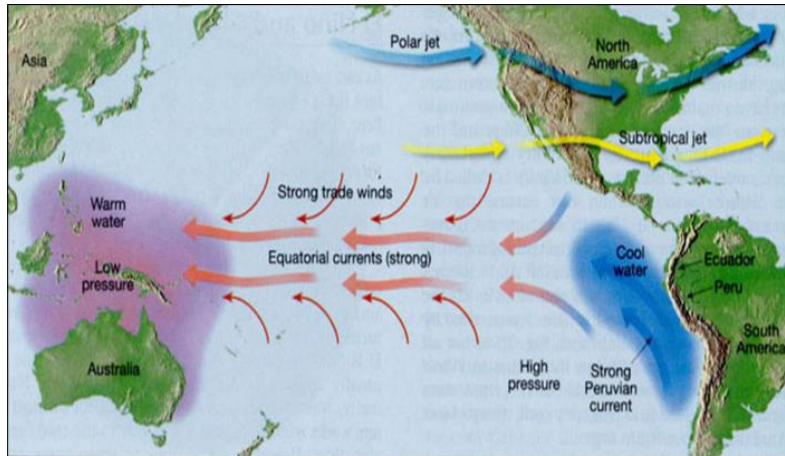 Polar jet
North
America
Asia
Subtropical jet
Strong trade winds
Warm
water
Equatorial currents (strong)
Cool
water
Ecuador
Low
pressure
Peru
South
America
Australia
High
pressure
Strong
Peruvian
current